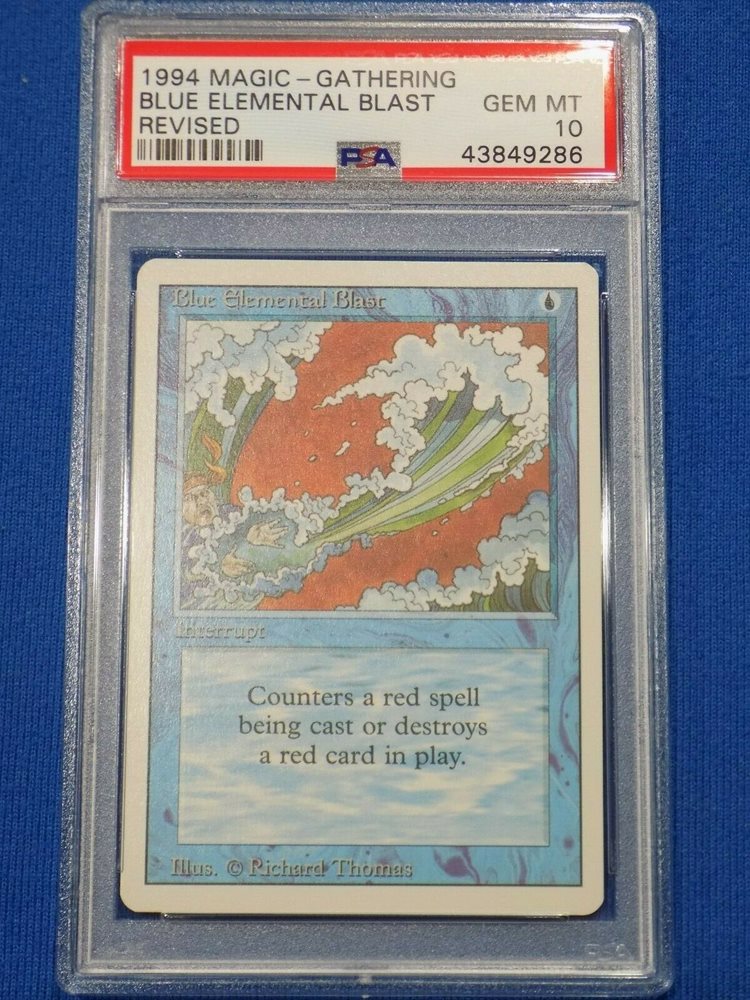 1994 MAGIC - GATHERING
BLUE ELEMENTAL BLAST GEM MT
REVISED 10
PSA 43849286
Blue Elemental Blast
Interrupt
Counters a red spell
being cast or destroys
a red card in play.
Illus. © Richard Thomas
PSA